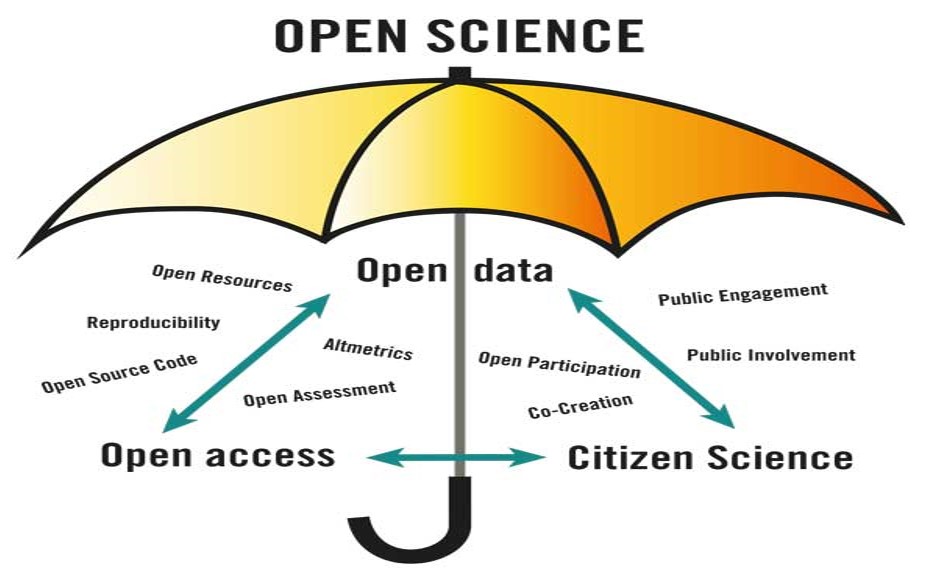 OPEN SCIENCE
Open data
Open Resources
Public Engagement
Reproducibility
Altmetrics
Public Involvement
Open Source Code
Open Participation
Open Assessment
Co-Creation
Open access
Citizen Science